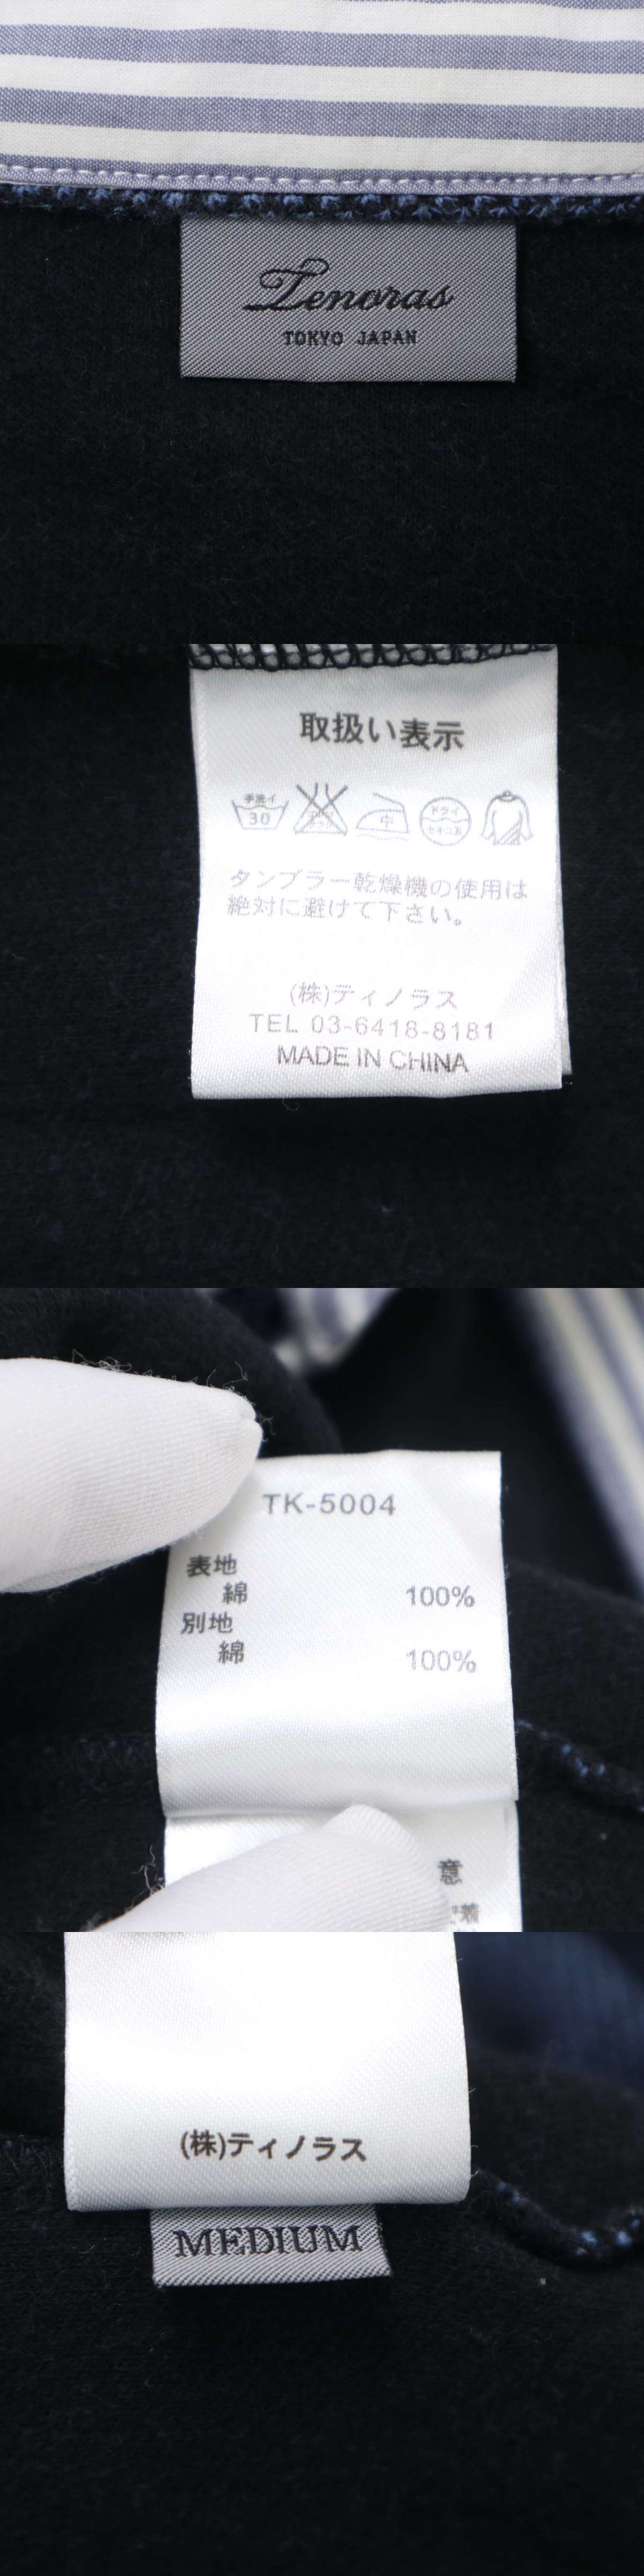 Tenoras
TOKYO JAPAN
取扱い表示
手洗イ
30
中
ドライ
セキユ系
タンブラー乾燥機の使用は
絶対に避けて下さい。
(株)ティノラス
TEL 03-6418-8181
MADE IN CHINA
TK-5004
表地
綿 100%
別地
綿 100%
意
着
(株)ティノラス
MEDIUM